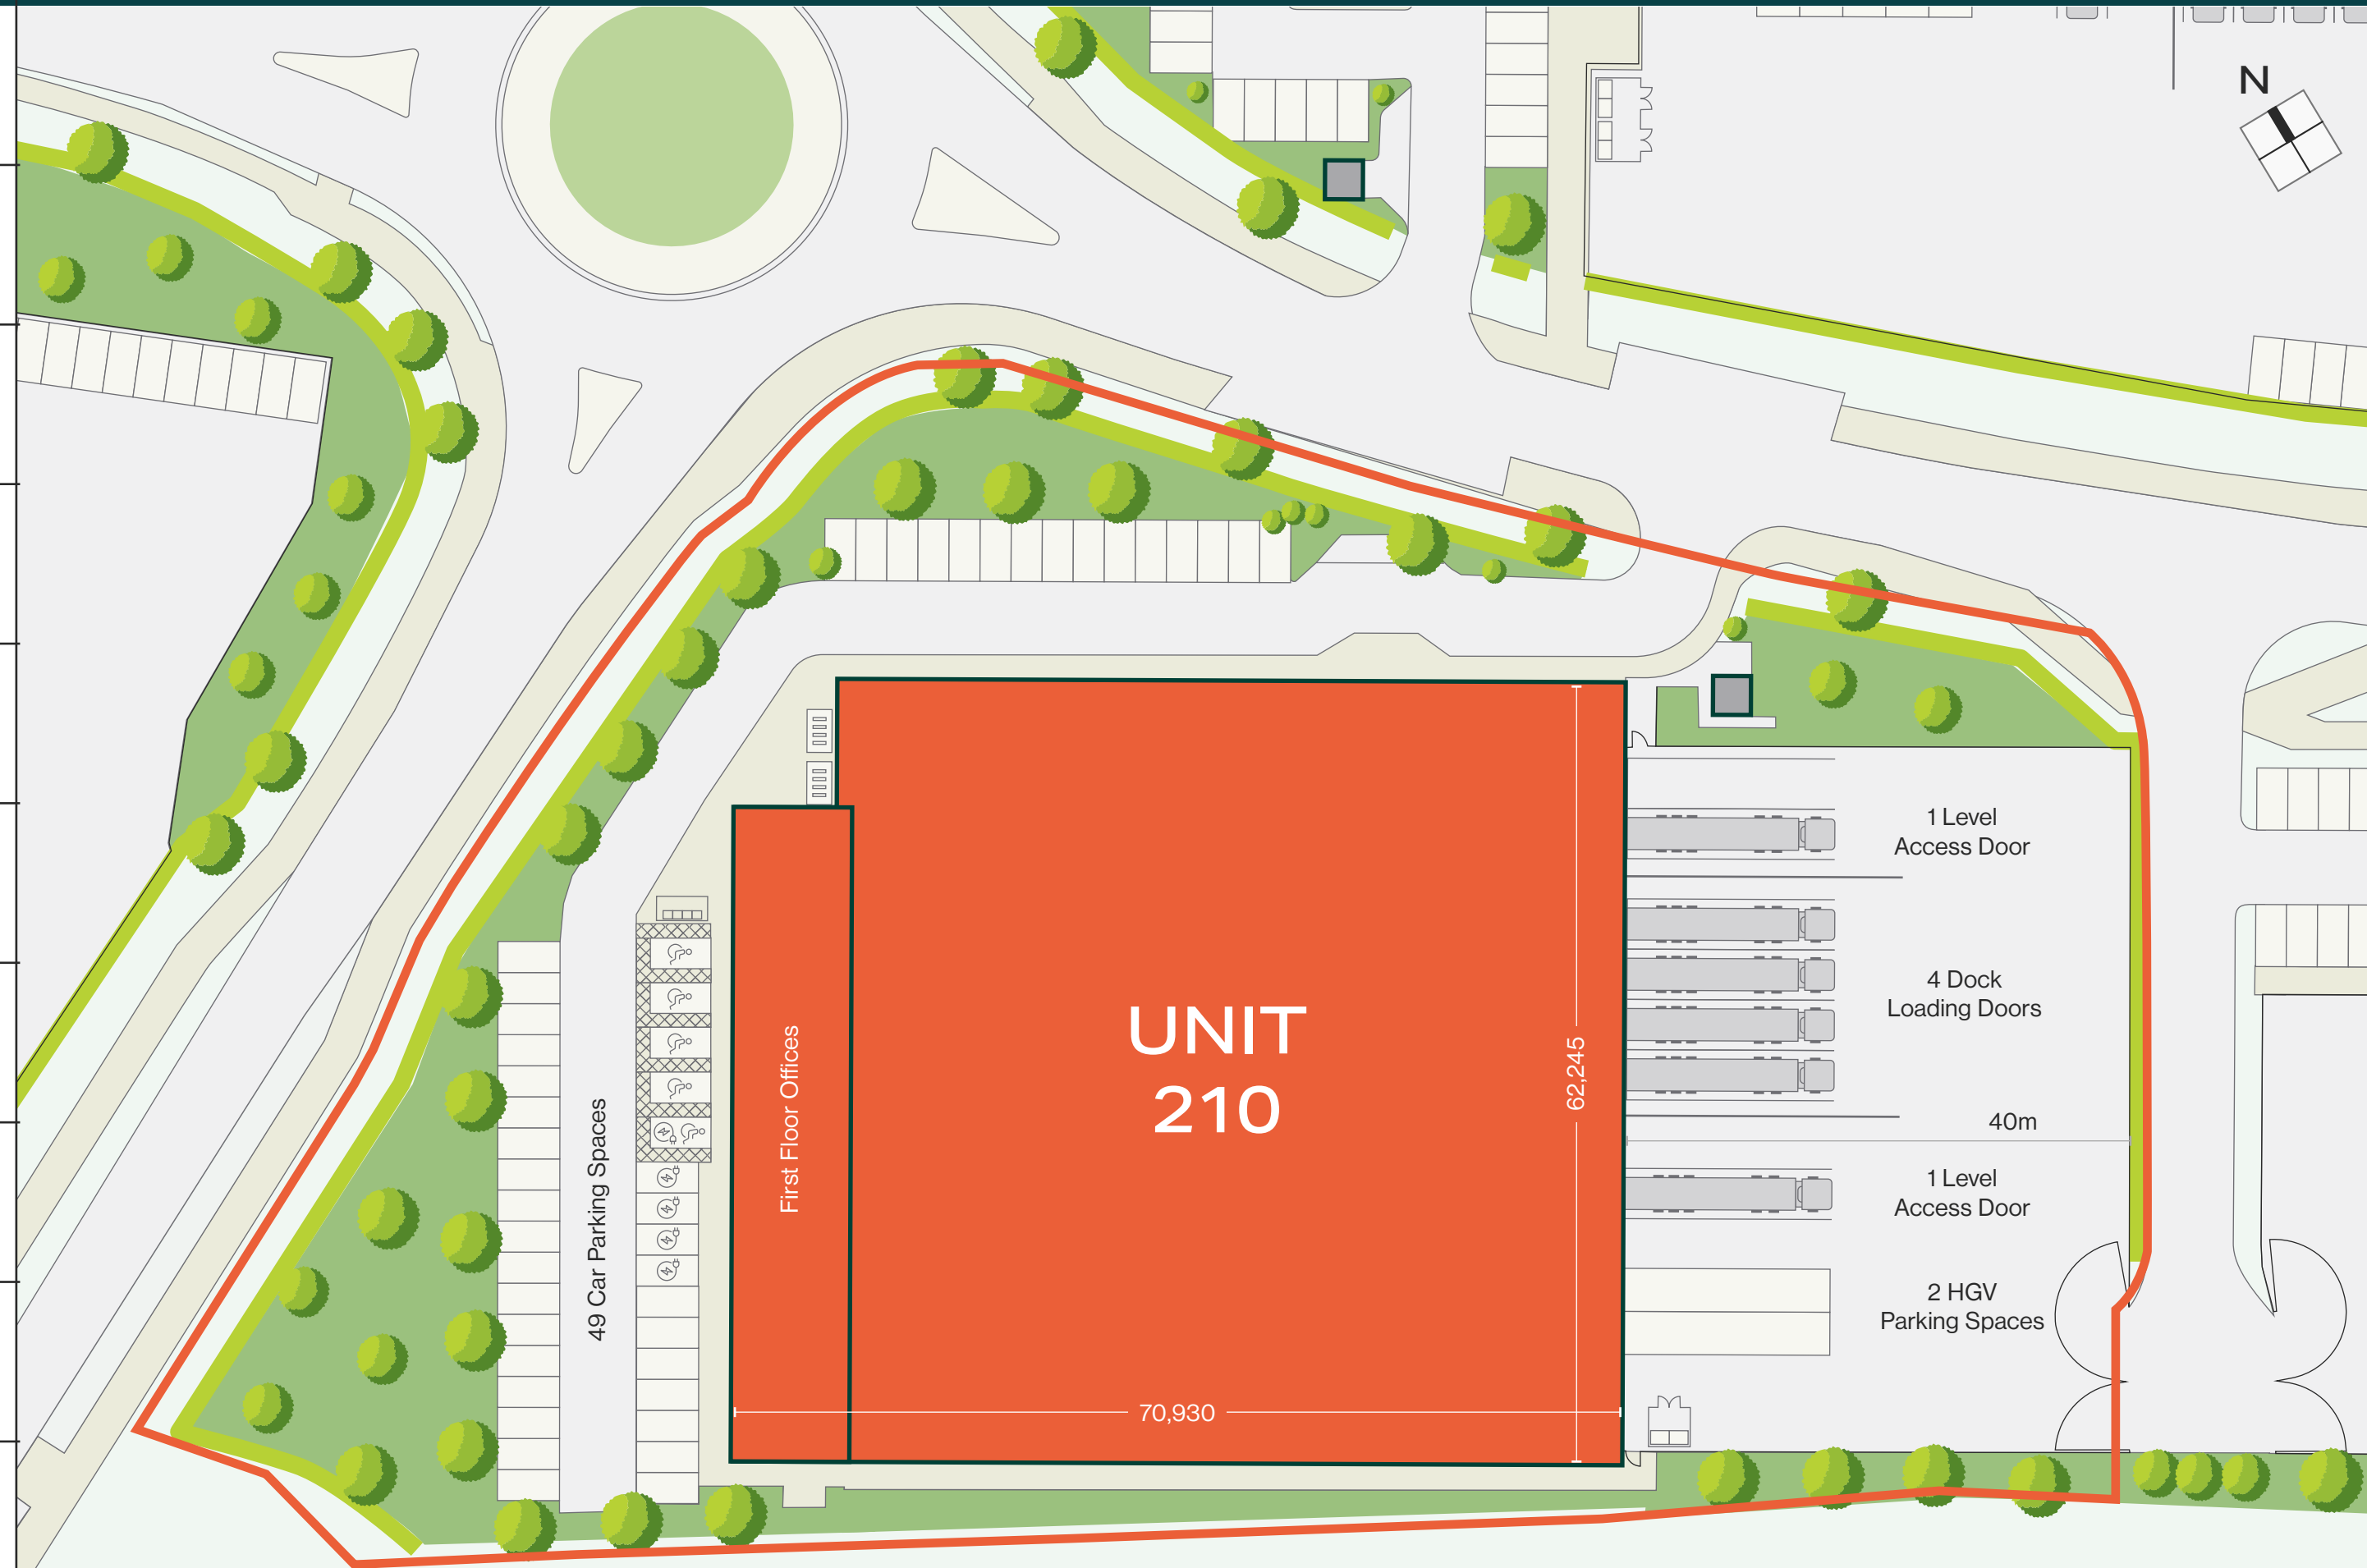 N
1 Level
Access Door
4 Dock
Loading Doors
UNIT
210
62,245
First Floor Offices
49 Car Parking Spaces
40m
1 Level
Access Door
2 HGV
Parking Spaces
70,930